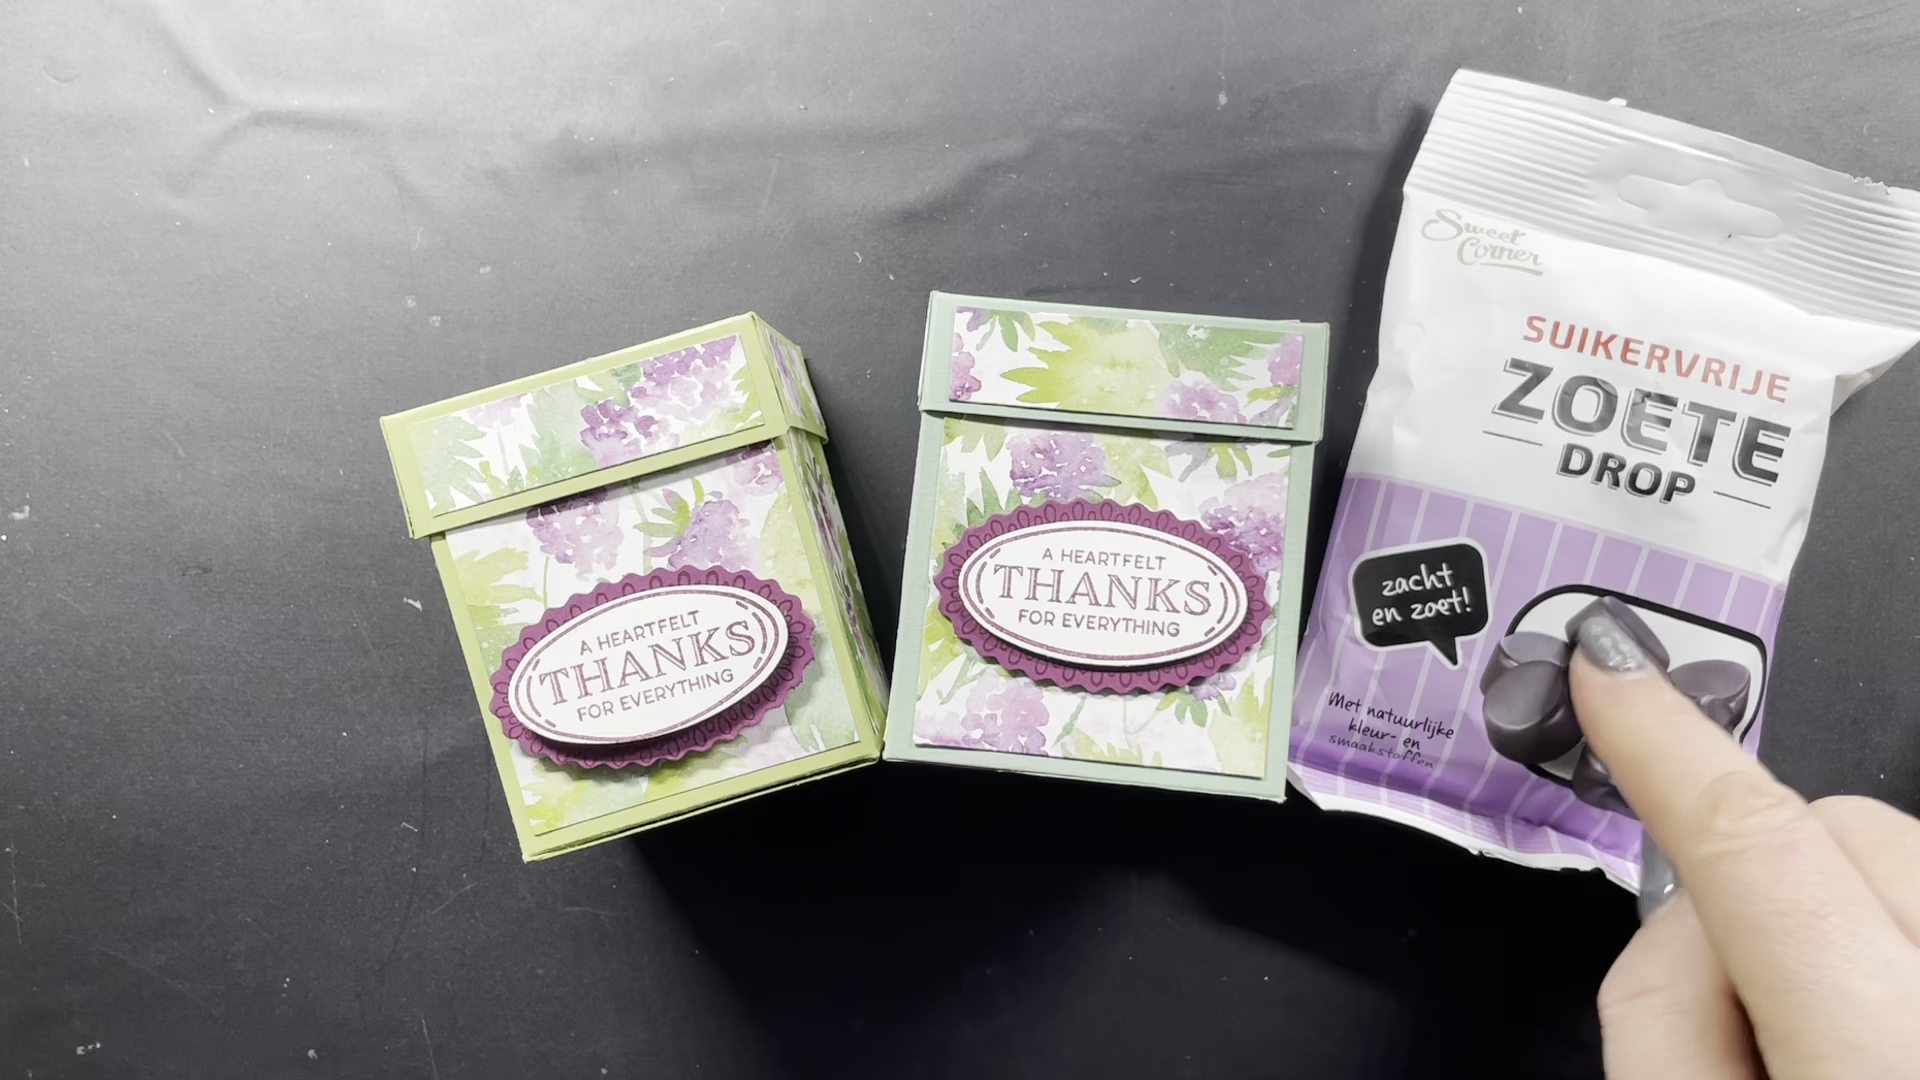 A HEARTFELT
THANKS
FOR EVERYTHING
A HEARTFELT
THANKS
FOR EVERYTHING
Sweet
Corner
SUIKERVRIJE
ZOETE
DROP
zacht
en zoet!
Met natuurlijke
kleur- en
smaakstoffen